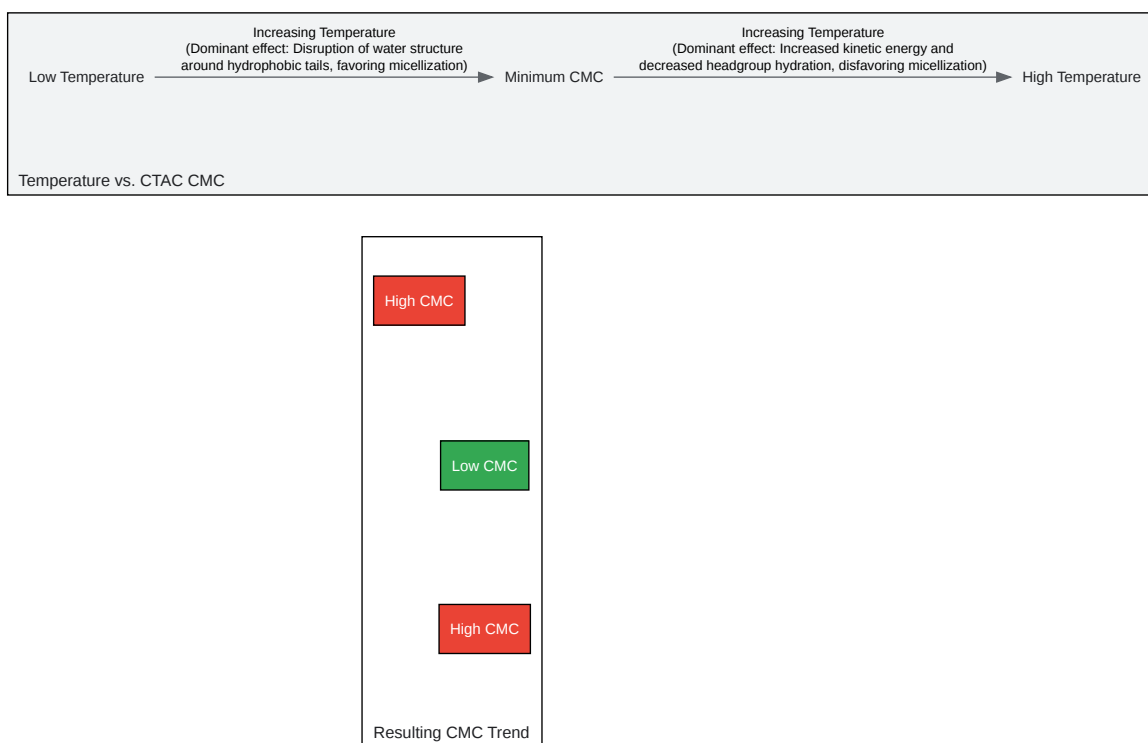 Increasing Temperature
(Dominant effect: Disruption of water structure
around hydrophobic tails, favoring micellization)
Increasing Temperature
(Dominant effect: Increased kinetic energy and
decreased headgroup hydration, disfavoring micellization)
Low Temperature
Minimum CMC
High Temperature
Temperature vs. CTAC CMC
High CMC
Low CMC
High CMC
Resulting CMC Trend